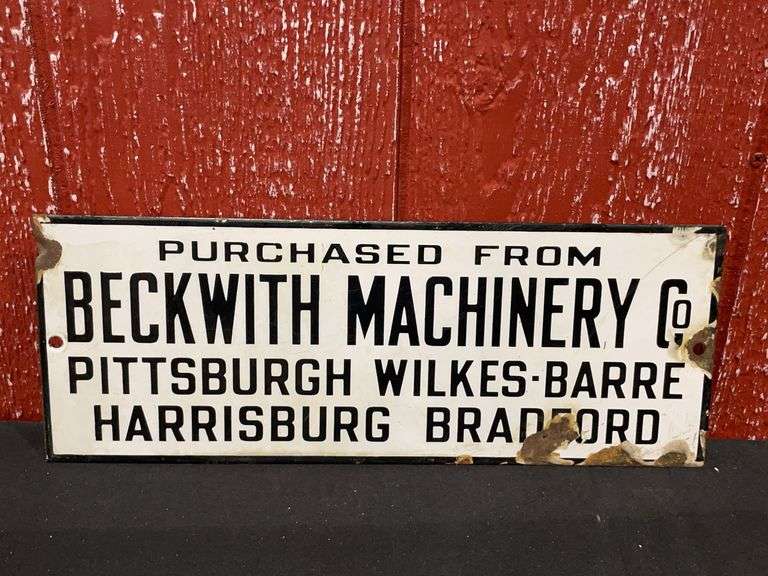 PURCHASED FROM
BECKWITH MACHINERY Co
PITTSBURGH WILKES-BARRE
HARRISBURG BRADFORD